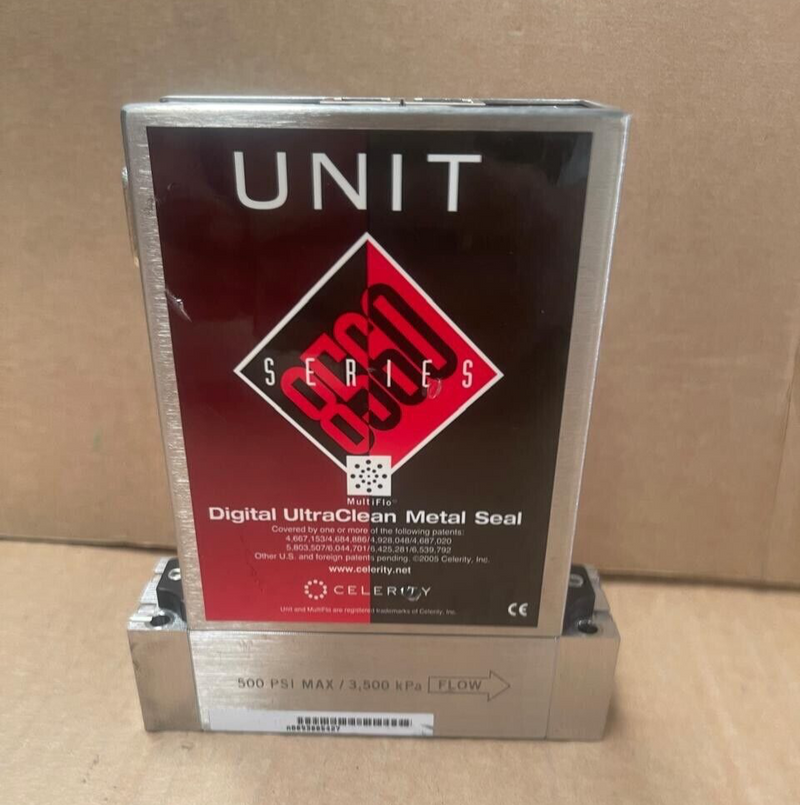 UNIT
8560
SERIES
MultiFlo™
Digital UltraClean Metal Seal
Covered by one or more of the following patents:
4,667,153/4,684,886/4,928,048/4,687,020
5,803,507/6,044,701/6,425,281/6,539,792
Other U.S. and foreign patents pending. ©2005 Celerity, Inc.
www.celerity.net
CELERITY
Unit and MultiFlo are registered trademarks of Celerity, Inc.
CE
500 PSI MAX / 3,500 kPa FLOW